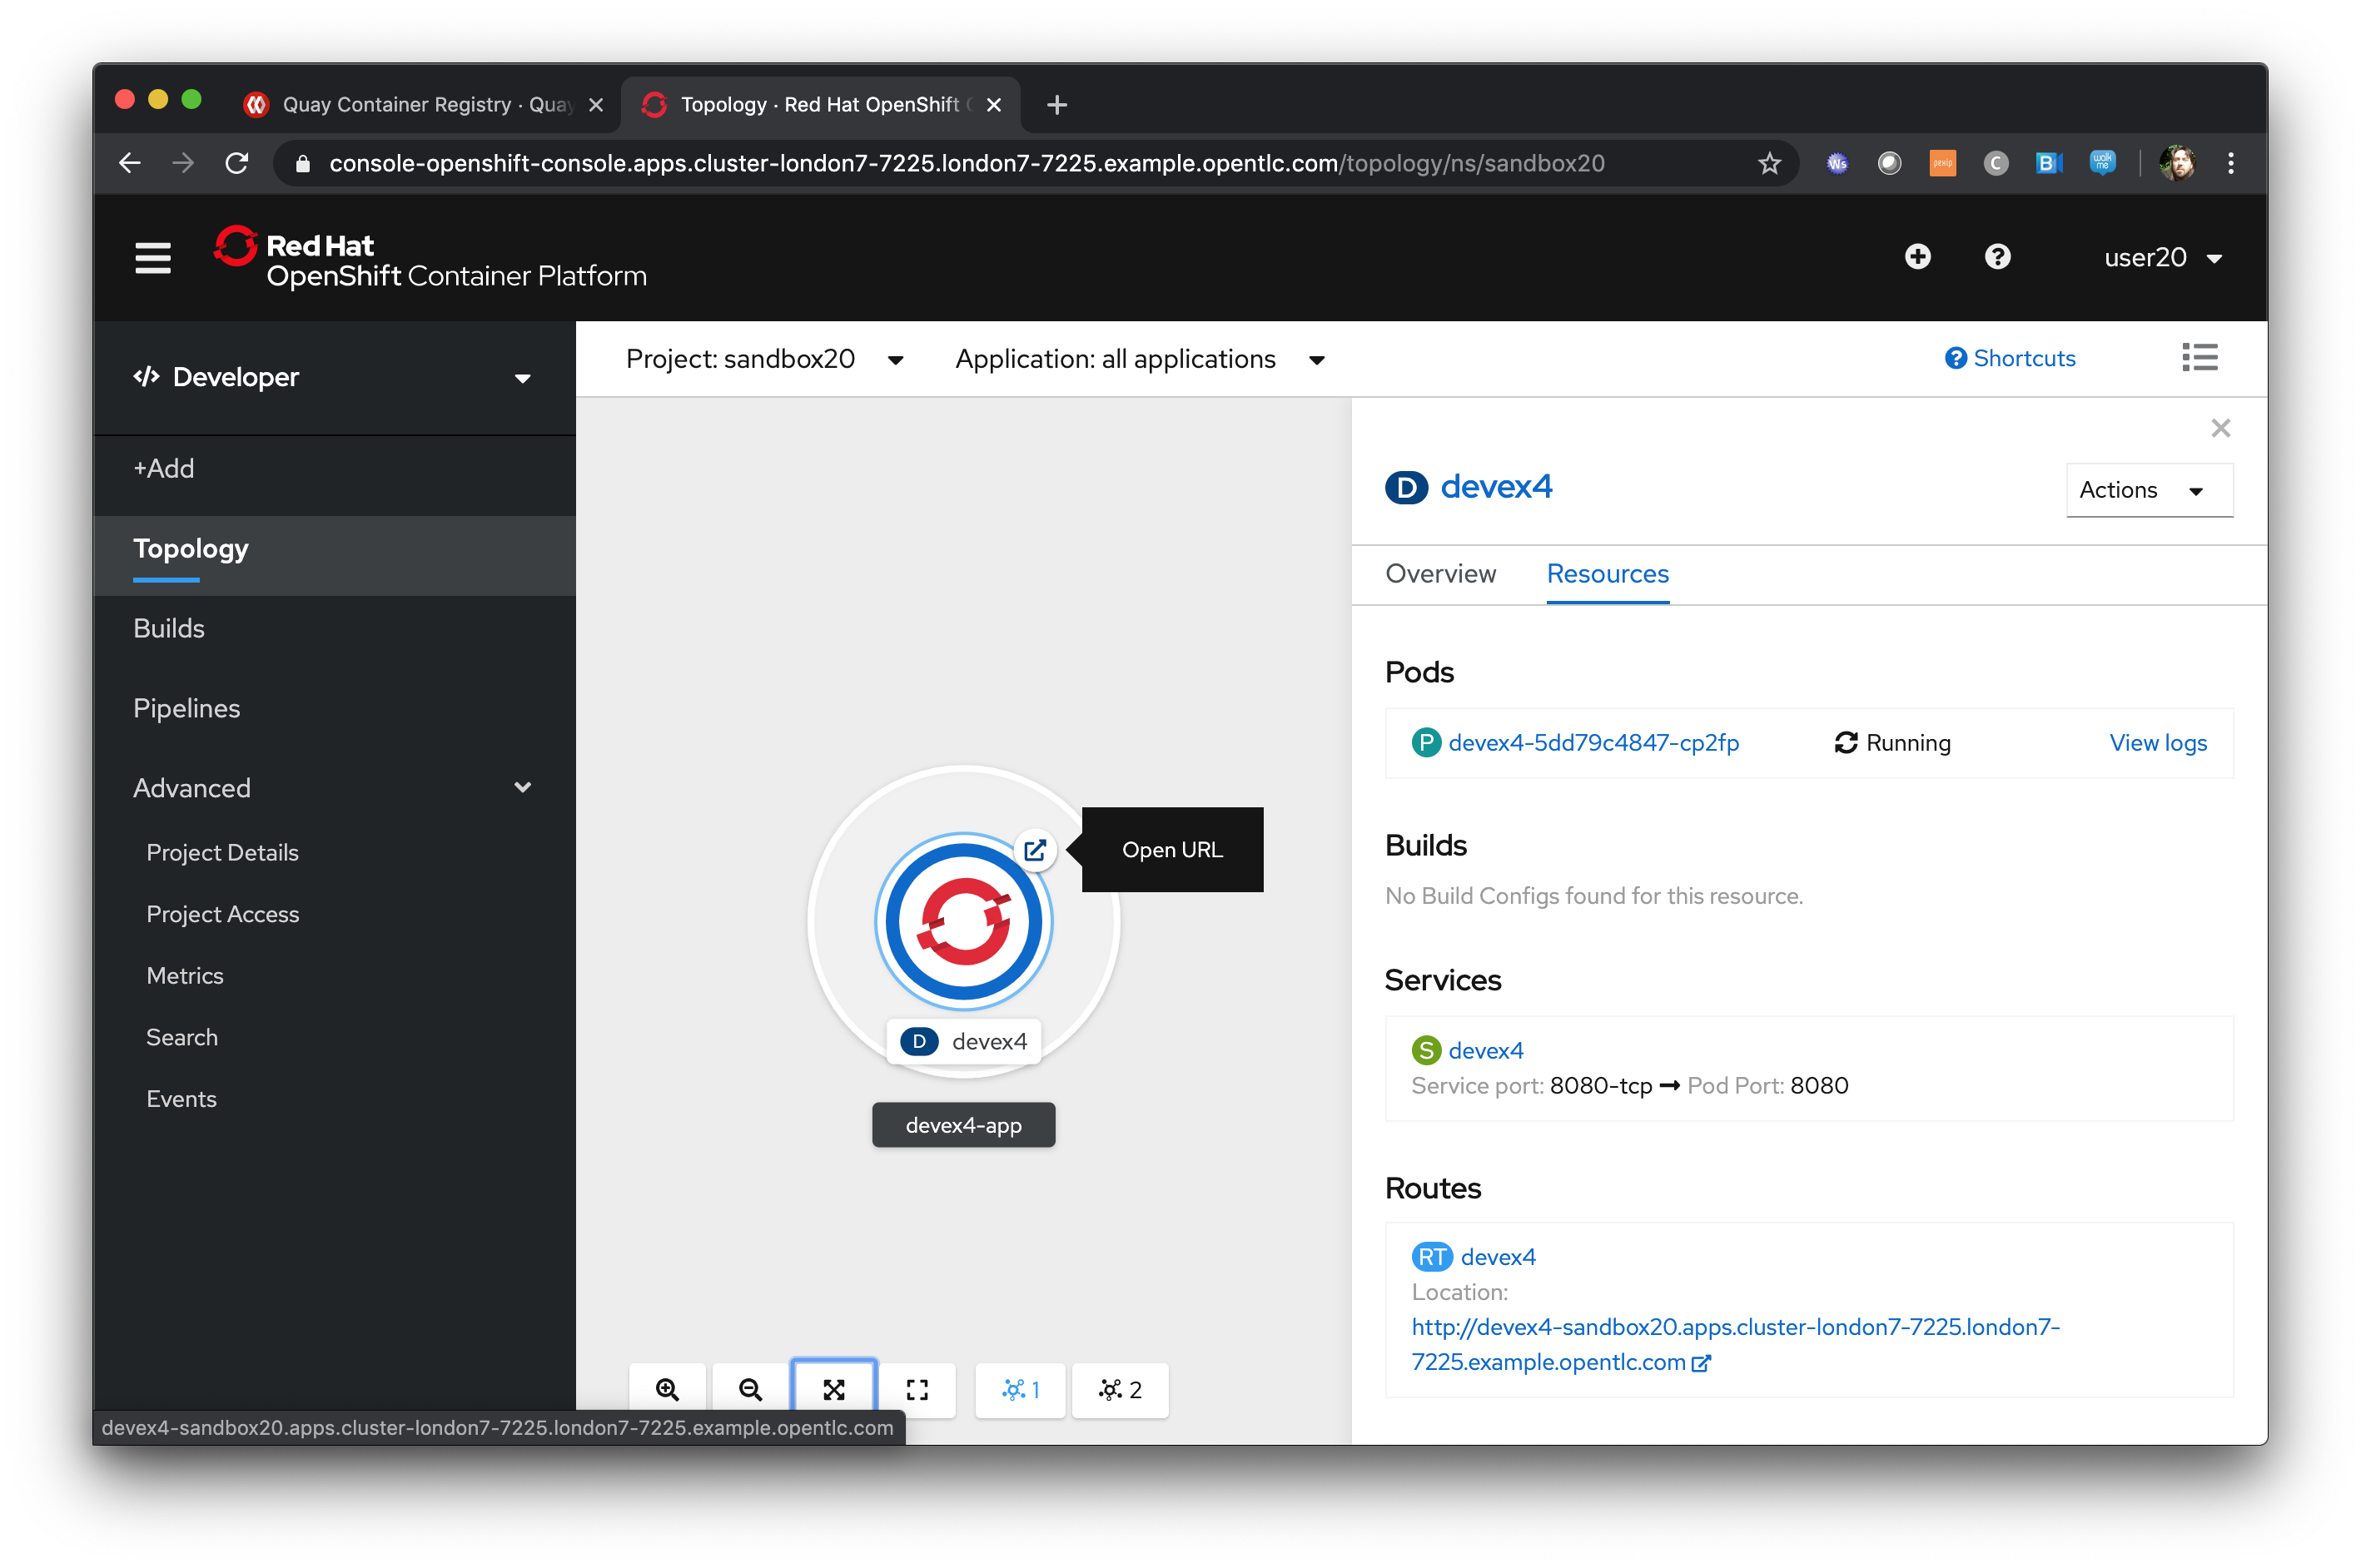 Quay Container Registry · Quay
Topology · Red Hat OpenShift C
console-openshift-console.apps.cluster-london7-7225.london7-7225.example.opentlc.com/topology/ns/sandbox20
Ws
pexip
C
B
walk me
Red Hat
OpenShift Container Platform
user20
Developer
Project: sandbox20
Application: all applications
Shortcuts
+Add
Topology
Builds
Pipelines
Advanced
Project Details
Project Access
Metrics
Search
Events
Open URL
D devex4
devex4-app
1
2
D devex4
Actions
Overview
Resources
Pods
P devex4-5dd79c4847-cp2fp
Running
View logs
Builds
No Build Configs found for this resource.
Services
S devex4
Service port: 8080-tcp → Pod Port: 8080
Routes
RT devex4
Location:
http://devex4-sandbox20.apps.cluster-london7-7225.london7-
7225.example.opentlc.com
devex4-sandbox20.apps.cluster-london7-7225.london7-7225.example.opentlc.com